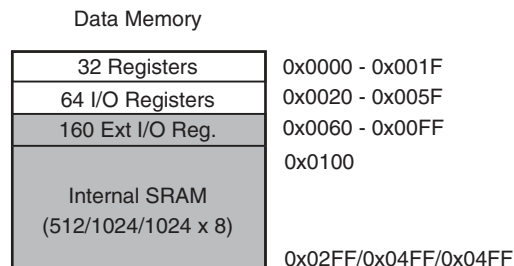 Data Memory
32 Registers 0x0000 - 0x001F
64 I/O Registers 0x0020 - 0x005F
160 Ext I/O Reg. 0x0060 - 0x00FF
0x0100
Internal SRAM
(512/1024/1024 x 8)
0x02FF/0x04FF/0x04FF